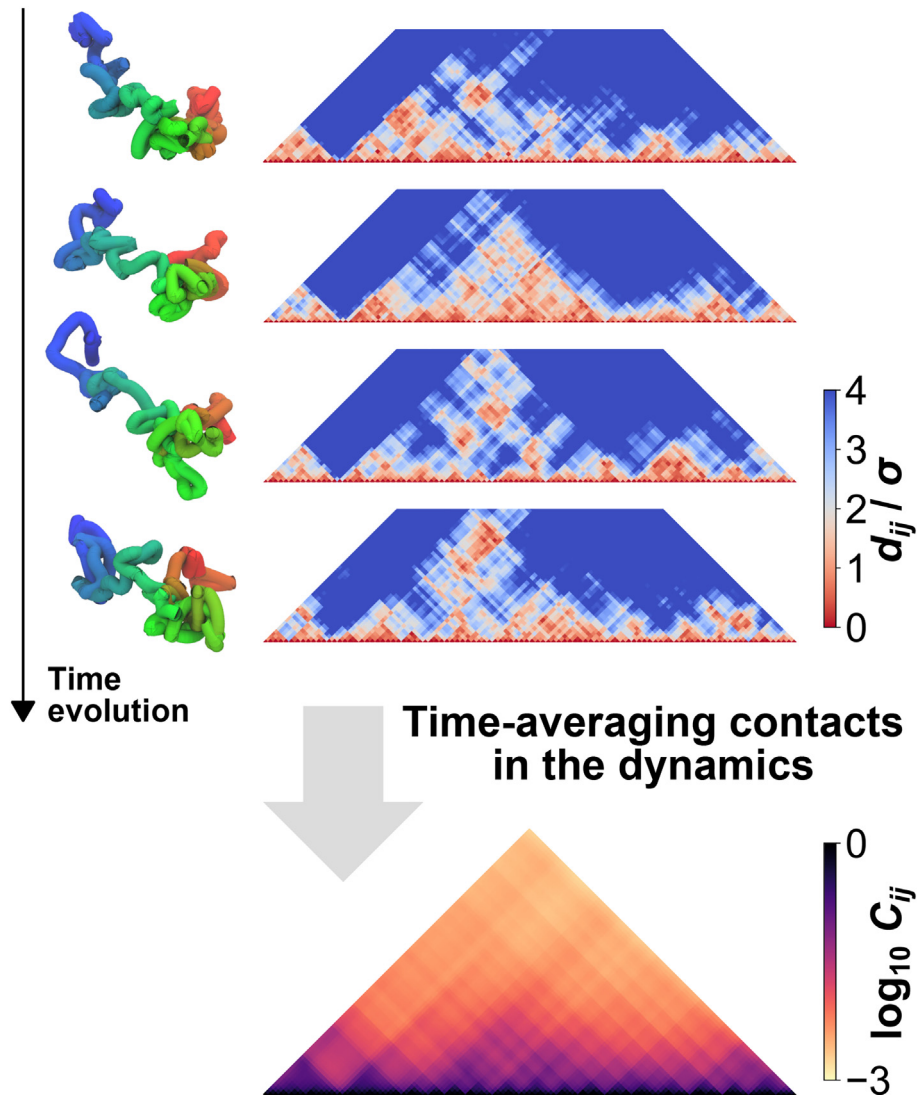 4
3
2
1
0
d_ij / σ
Time
evolution
Time-averaging contacts
in the dynamics
0
−3
log₁₀ C_ij